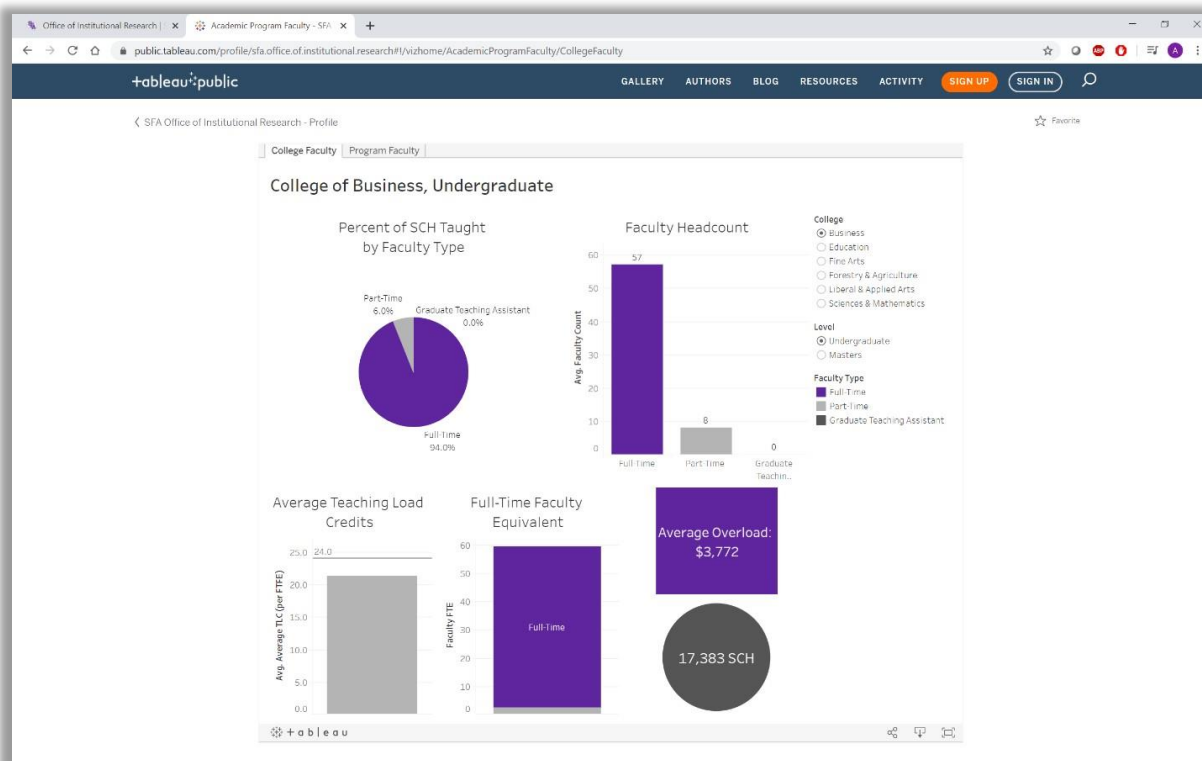 Office of Institutional Research |
Academic Program Faculty - SFA
public.tableau.com/profile/sfa.office.of.institutional.research#!/vizhome/AcademicProgramFaculty/CollegeFaculty
ABP
A
+ableau:public
GALLERY AUTHORS BLOG RESOURCES ACTIVITY SIGN UP SIGN IN
SFA Office of Institutional Research - Profile
Favorite
College Faculty Program Faculty
College of Business, Undergraduate
Percent of SCH Taught
by Faculty Type
Part-Time
6.0%
Graduate Teaching Assistant
0.0%
Full-Time
94.0%
Faculty Headcount
Avg. Faculty Count
60
50
40
30
20
10
0
57
8
0
Full-Time Part-Time Graduate
Teachin..
College
Business
Education
Fine Arts
Forestry & Agriculture
Liberal & Applied Arts
Sciences & Mathematics
Level
Undergraduate
Masters
Faculty Type
Full-Time
Part-Time
Graduate Teaching Assistant
Average Teaching Load
Credits
Avg. Average TLC (per FTFE)
25.0 24.0
20.0
15.0
10.0
5.0
0.0
Full-Time Faculty
Equivalent
Faculty FTE
60
50
40
30
20
10
0
Full-Time
Average Overload:
$3,772
17,383 SCH
+ableau